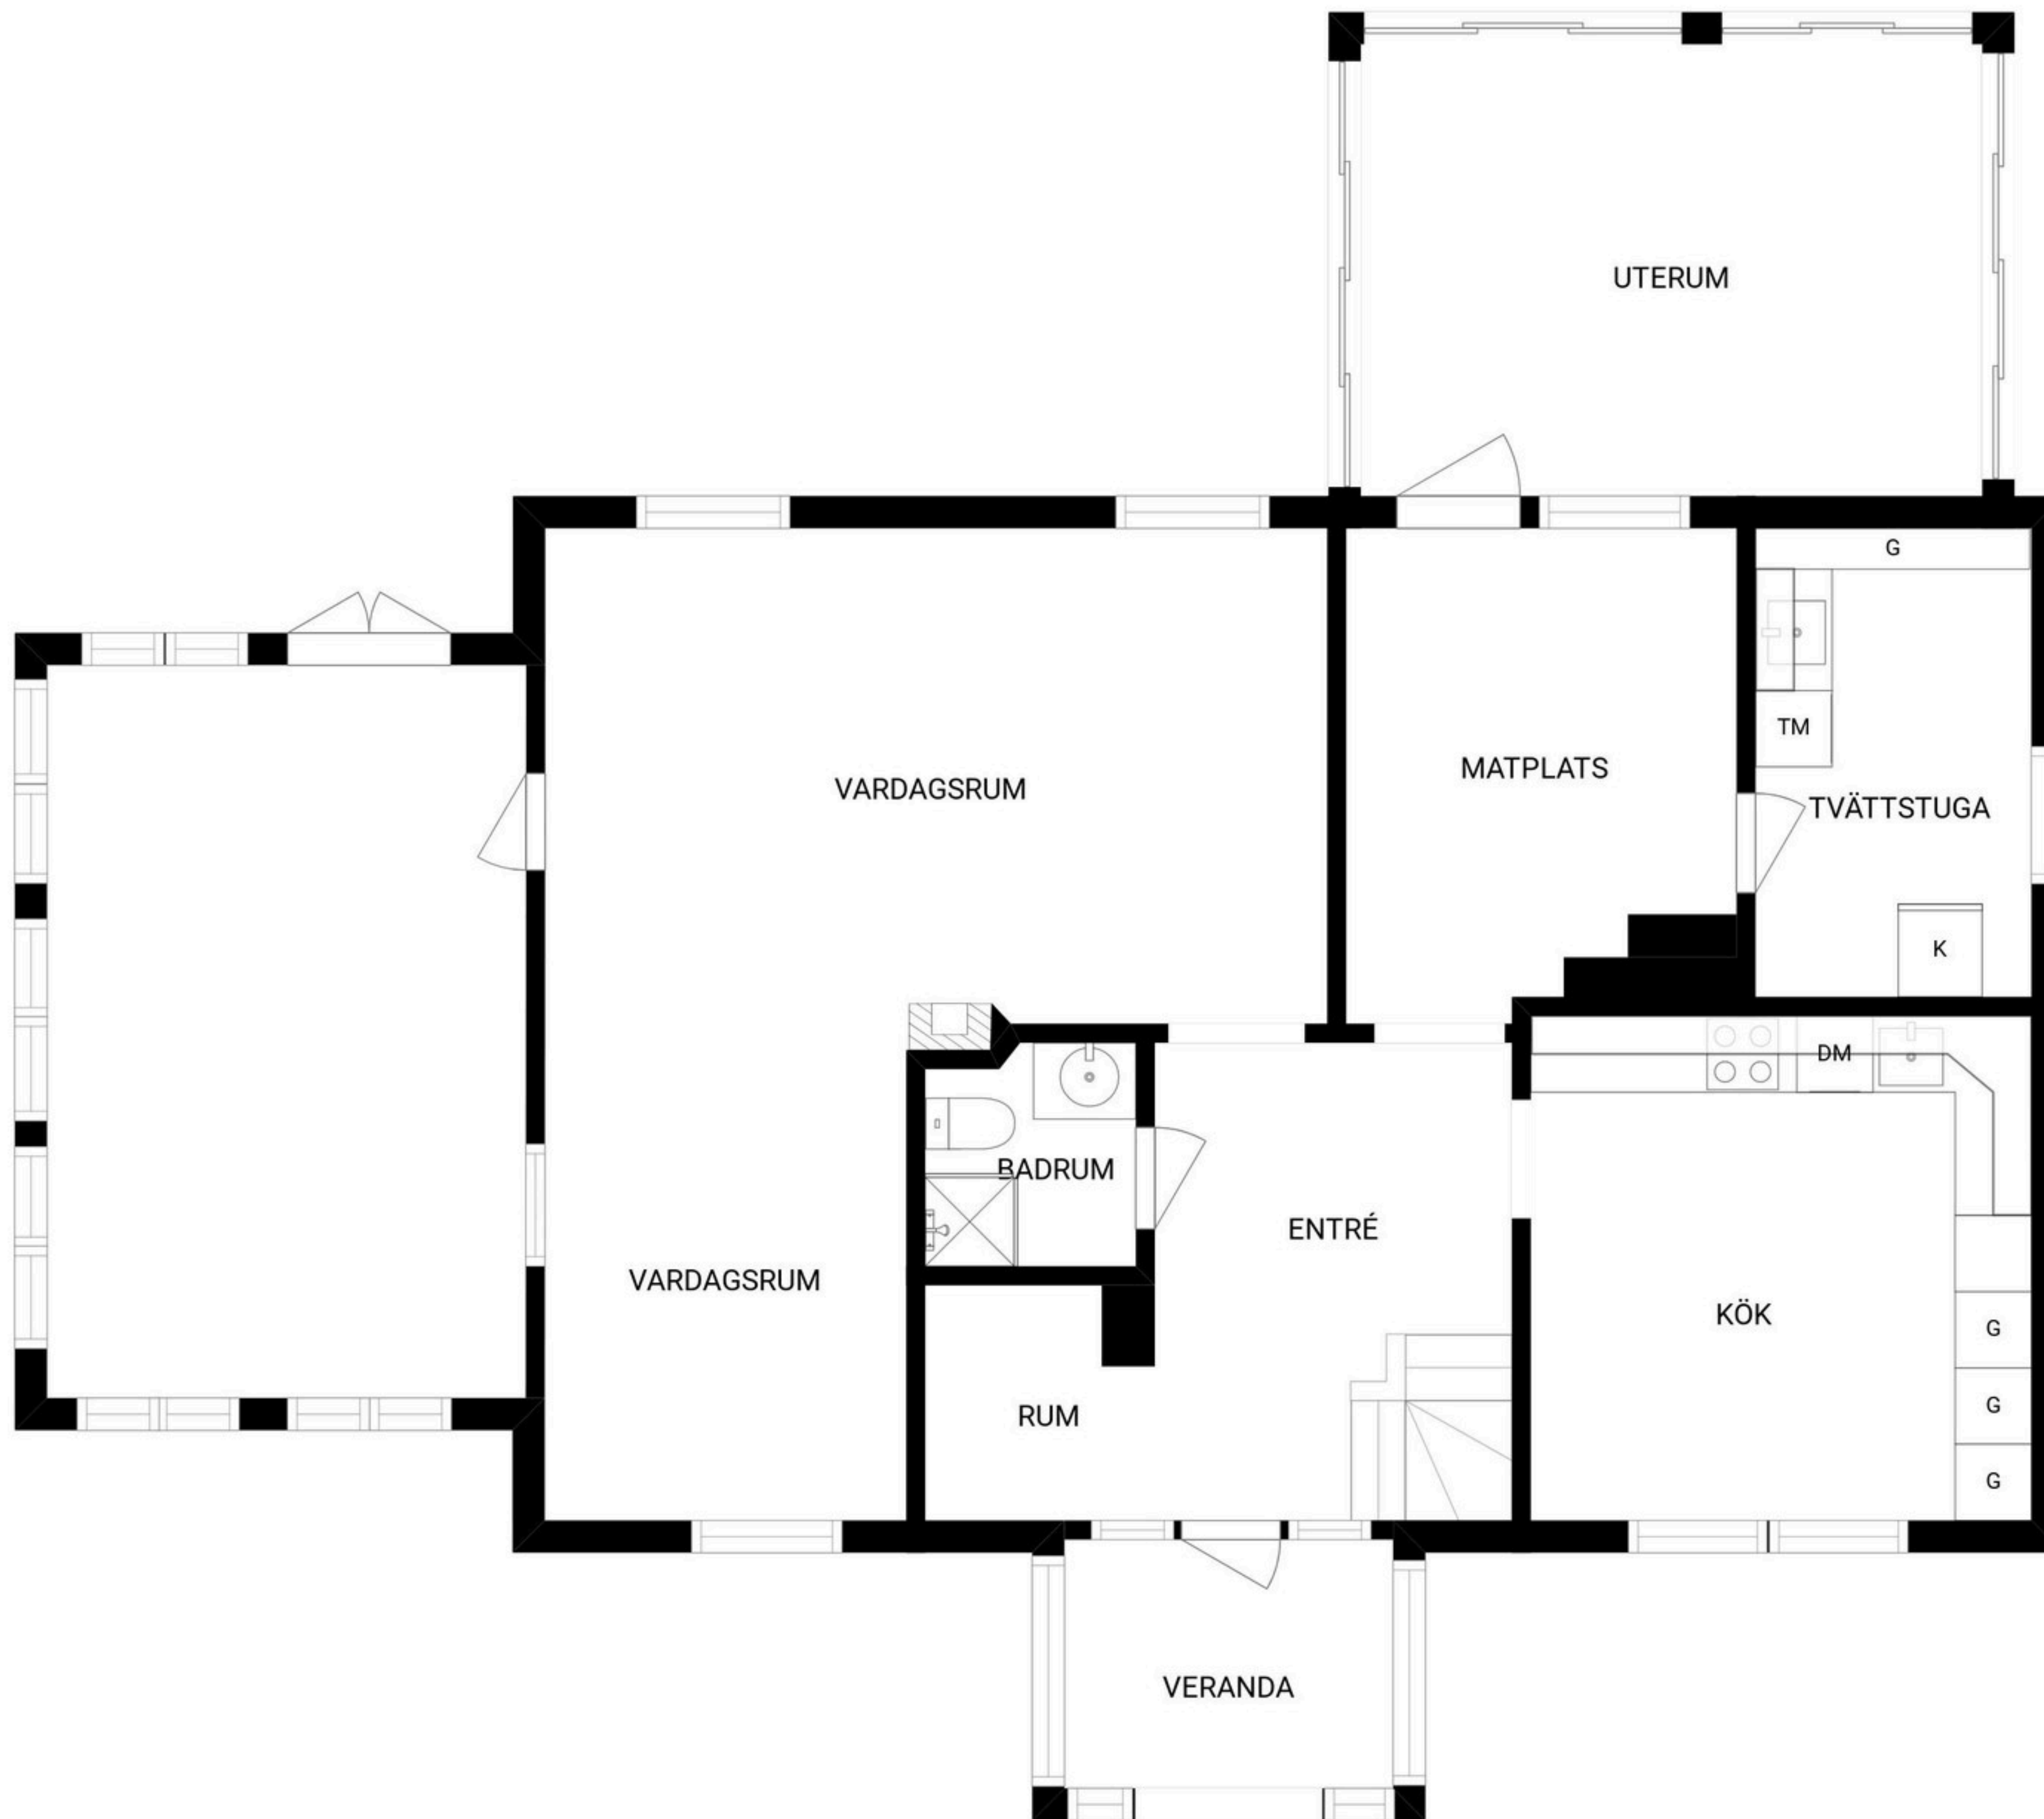 UTERUM
G
TM
MATPLATS
VARDAGSRUM
TVÄTTSTUGA
K
DM
BADRUM
ENTRÉ
VARDAGSRUM
KÖK
G
RUM
G
G
VERANDA